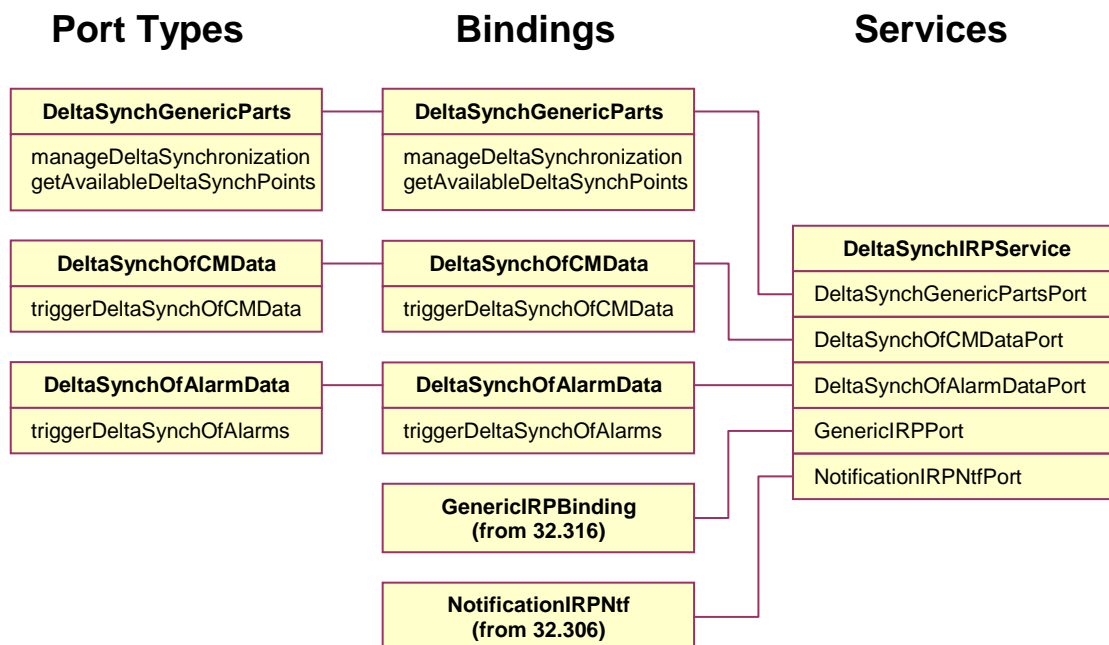 Port Types
Bindings
Services
DeltaSynchGenericParts
manageDeltaSynchronization
getAvailableDeltaSynchPoints
DeltaSynchOfCMData
triggerDeltaSynchOfCMData
DeltaSynchOfAlarmData
triggerDeltaSynchOfAlarms
DeltaSynchGenericParts
manageDeltaSynchronization
getAvailableDeltaSynchPoints
DeltaSynchOfCMData
triggerDeltaSynchOfCMData
DeltaSynchOfAlarmData
triggerDeltaSynchOfAlarms
GenericIRPBinding
(from 32.316)
NotificationIRPNtf
(from 32.306)
DeltaSynchIRPService
DeltaSynchGenericPartsPort
DeltaSynchOfCMDataPort
DeltaSynchOfAlarmDataPort
GenericIRPPort
NotificationIRPNtfPort